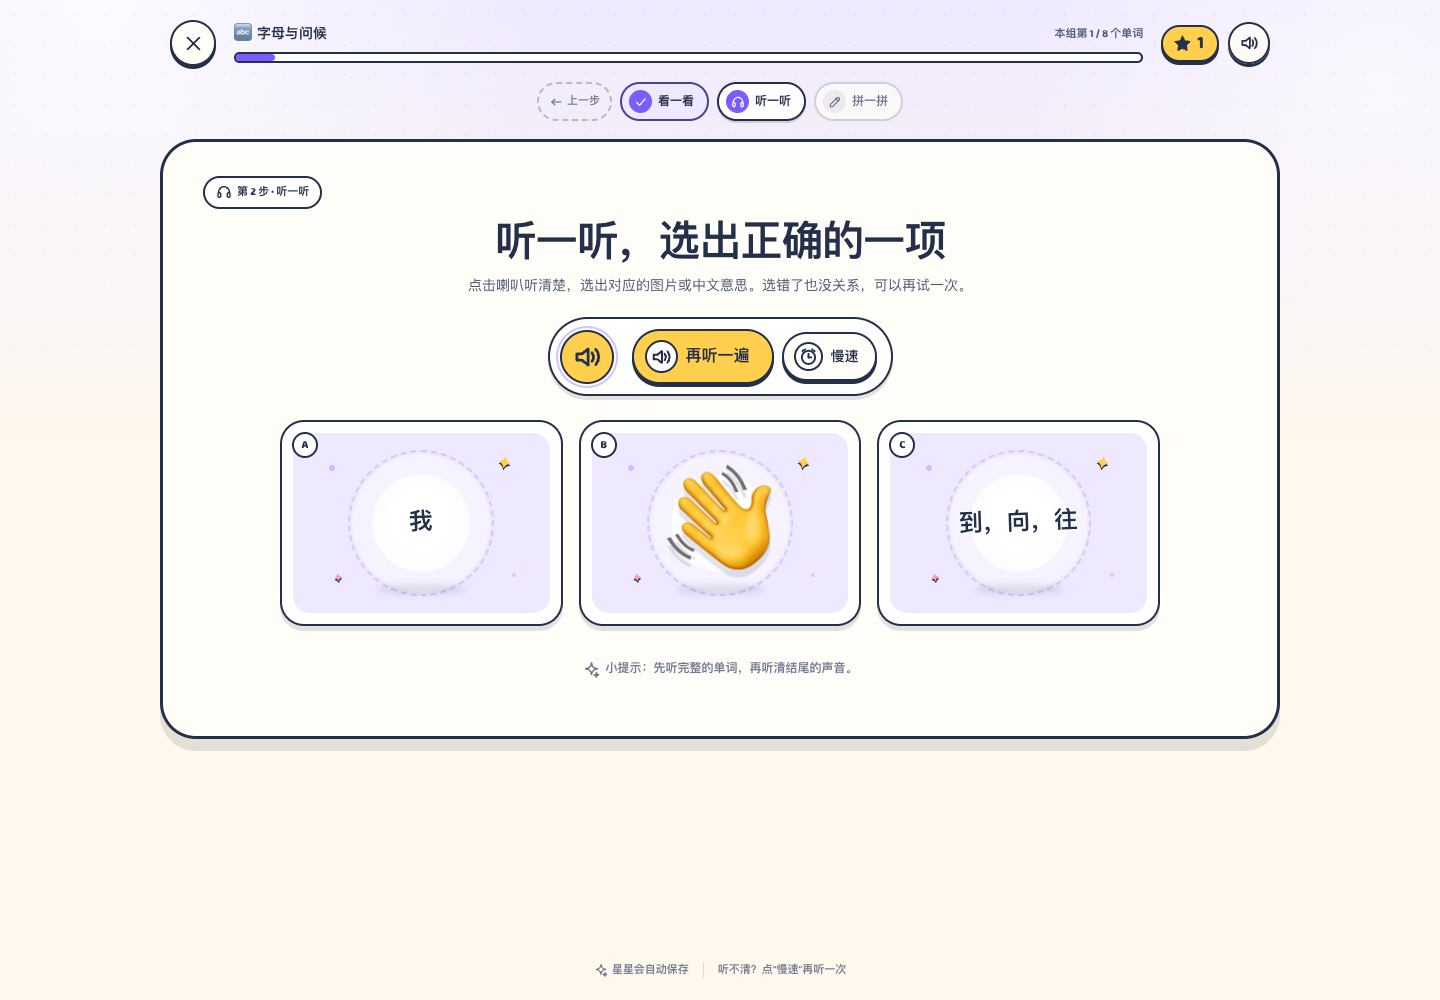 abc 字母与问候
本组第 1 / 8 个单词
1
上一步
看一看
听一听
拼一拼
第 2 步 · 听一听
听一听，选出正确的一项
点击喇叭听清楚，选出对应的图片或中文意思。选错了也没关系，可以再试一次。
再听一遍
慢速
A
我
B
C
到，向，往
小提示：先听完整的单词，再听清结尾的声音。
星星会自动保存
听不清？点“慢速”再听一次